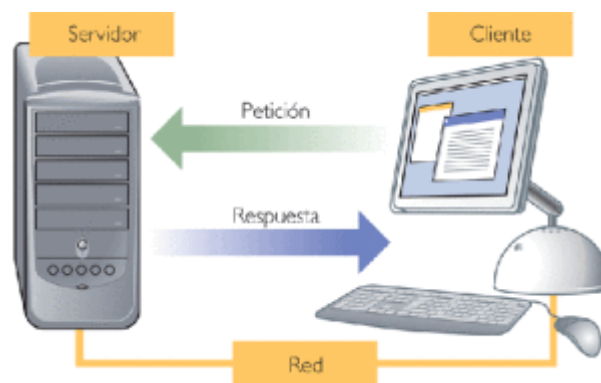 Servidor
Cliente
Petición
Respuesta
Red